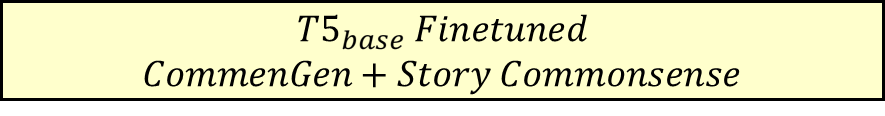 T5base Finetuned
CommenGen + Story Commonsense